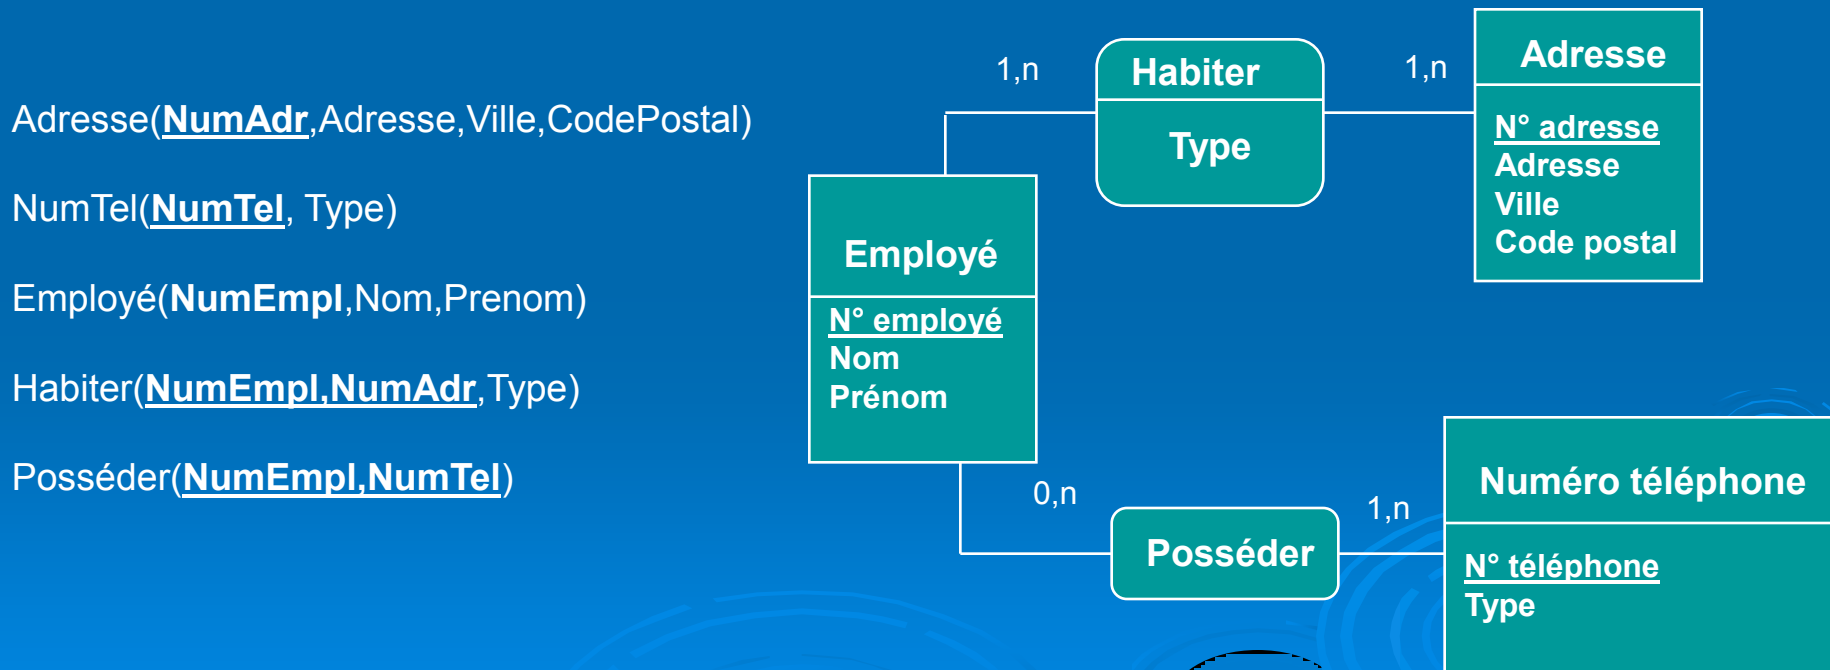 Adresse(NumAdr,Adresse,Ville,CodePostal)
NumTel(NumTel, Type)
Employé(NumEmpl,Nom,Prenom)
Habiter(NumEmpl,NumAdr,Type)
Posséder(NumEmpl,NumTel)
1,n
Habiter
Type
1,n
Adresse
N° adresse
Adresse
Ville
Code postal
Employé
N° employé
Nom
Prénom
0,n
Posséder
1,n
Numéro téléphone
N° téléphone
Type